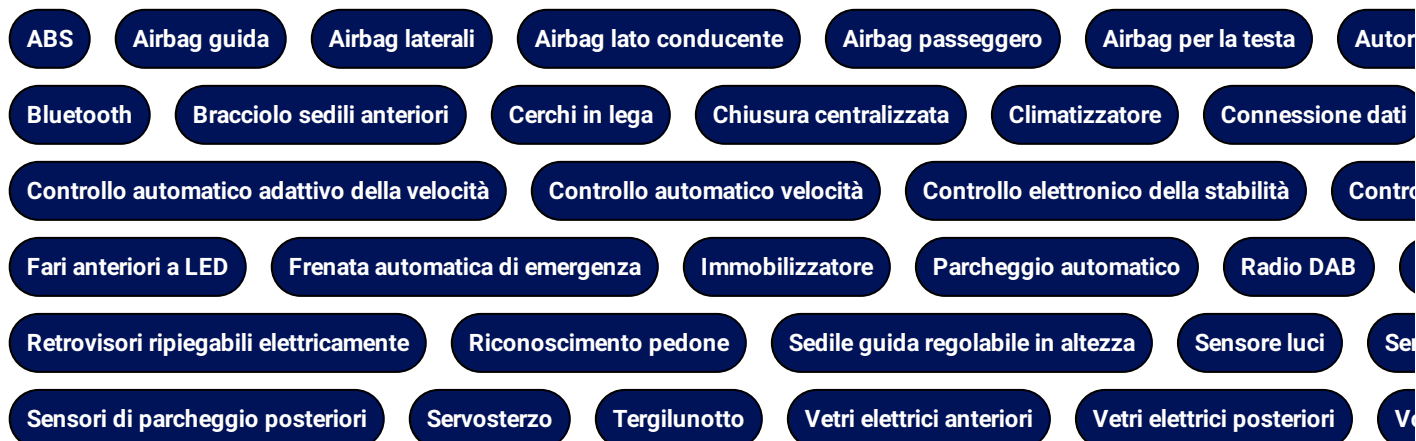 ABS Airbag guida Airbag laterali Airbag lato conducente Airbag passeggero Airbag per la testa
Bluetooth Bracciolo sedili anteriori Cerchi in lega Chiusura centralizzata Climatizzatore Connessione dati
Controllo automatico adattivo della velocità Controllo automatico velocità Controllo elettronico della stabilità
Fari anteriori a LED Frenata automatica di emergenza Immobilizzatore Parcheggio automatico Radio DAB
Retrovisori ripiegabili elettricamente Riconoscimento pedone Sedile guida regolabile in altezza Sensore luci
Sensori di parcheggio posteriori Servosterzo Tergilunotto Vetri elettrici anteriori Vetri elettrici posteriori